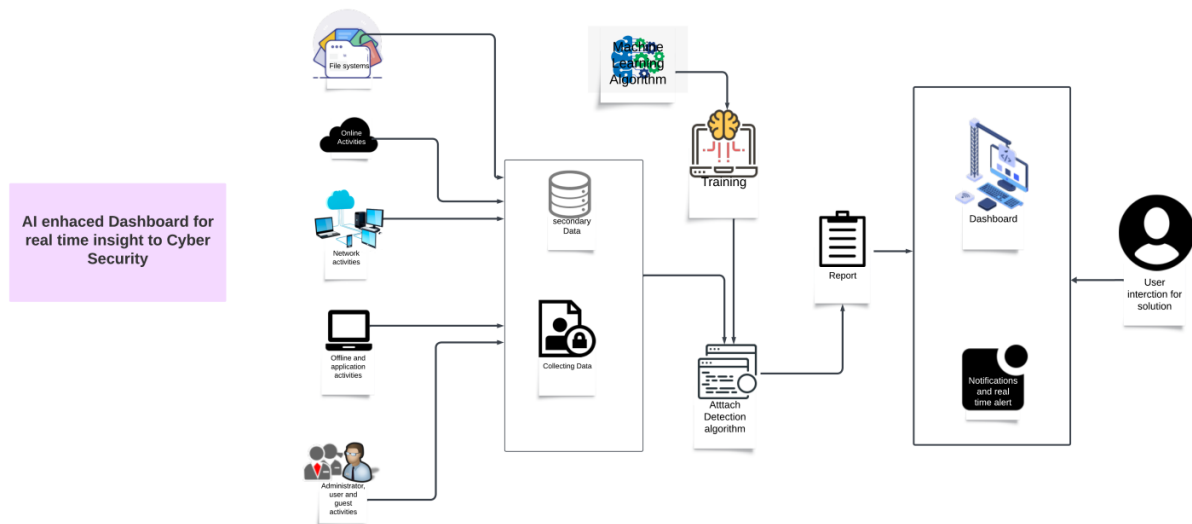 AI enhaced Dashboard for
real time insight to Cyber
Security
File systems
Online
Activities
Network
activities
Offline and
application
activities
Administrator,
user and
guest
activities
secondary
Data
Collecting Data
Machine
Learning
Algorithm
Training
Atttach
Detection
algorithm
Report
Dashboard
Notifications
and real
time alert
User
interction for
solution